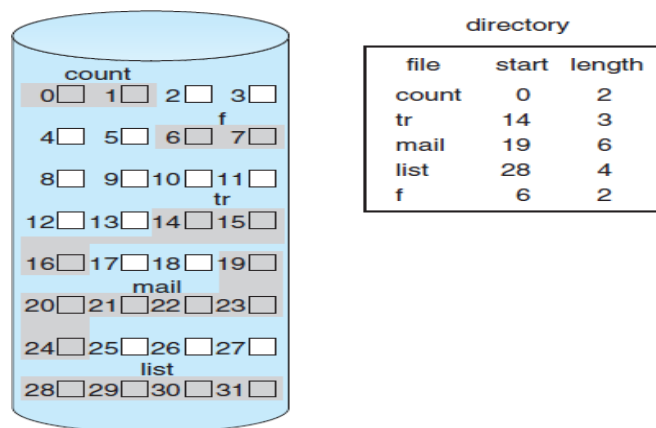 count
0 1 2 3
f
4 5 6 7
8 9 10 11
tr
12 13 14 15
16 17 18 19
mail
20 21 22 23
24 25 26 27
list
28 29 30 31
directory
file start length
count 0 2
tr 14 3
mail 19 6
list 28 4
f 6 2